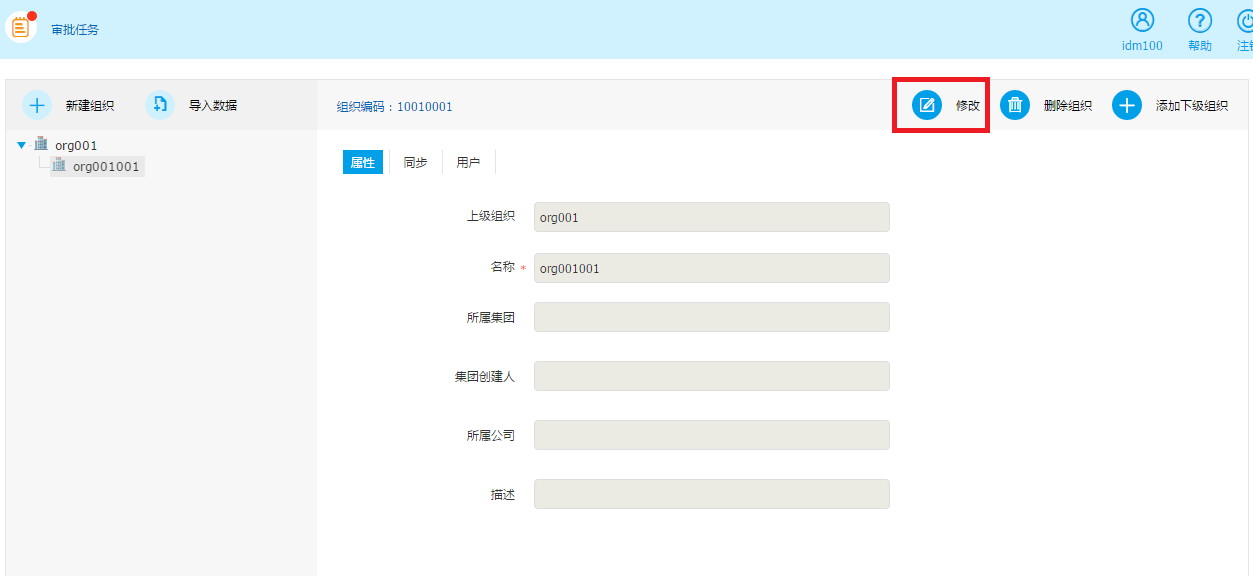 审批任务
idm100
帮助
新建组织
导入数据
组织编码：10010001
修改
删除组织
添加下级组织
org001
org001001
属性
同步
用户
上级组织
org001
名称 *
org001001
所属集团
集团创建人
所属公司
描述